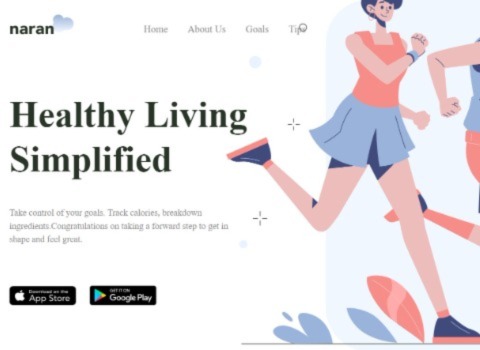 naran
Home About Us Goals Tips
Healthy Living
Simplified
Take control of your goals. Track calories, breakdown
ingredients.Congratulations on taking a forward step to get in
shape and feel great.
Download on the
App Store
GET IT ON
Google Play